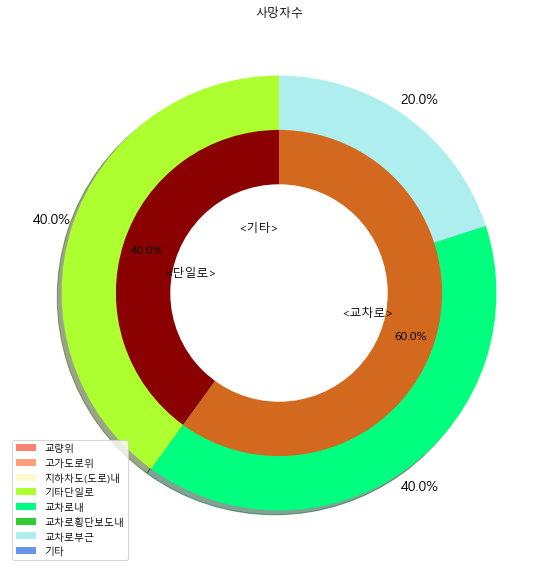 사망자수
20.0%
40.0%
<기타>
40.0%
<단일로>
<교차로>
60.0%
40.0%
교량위
고가도로위
지하차도(도로)내
기타단일로
교차로내
교차로횡단보도내
교차로부근
기타